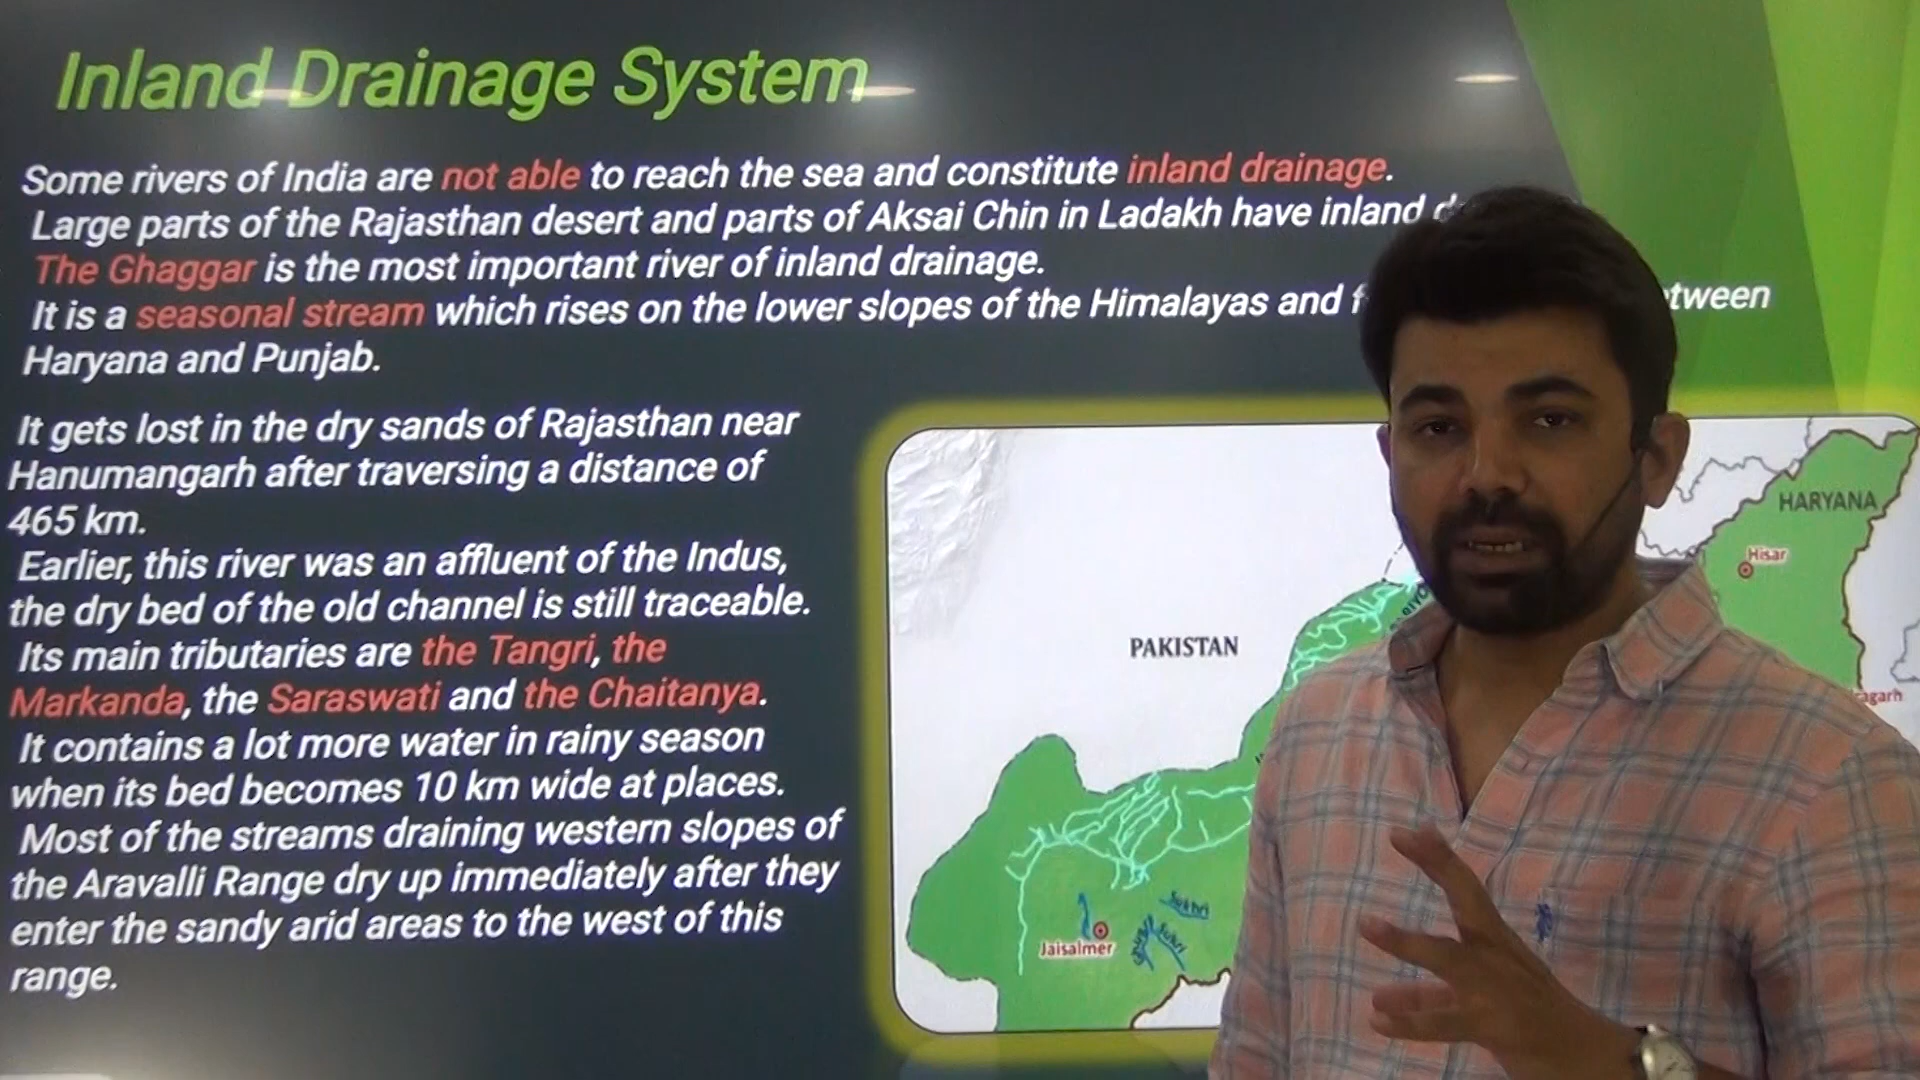 Inland Drainage System
Some rivers of India are not able to reach the sea and constitute inland drainage.
Large parts of the Rajasthan desert and parts of Aksai Chin in Ladakh have inland
The Ghaggar is the most important river of inland drainage.
It is a seasonal stream which rises on the lower slopes of the Himalayas and
Haryana and Punjab.
It gets lost in the dry sands of Rajasthan near
Hanumangarh after traversing a distance of
465 km.
Earlier, this river was an affluent of the Indus,
the dry bed of the old channel is still traceable.
Its main tributaries are the Tangri, the
Markanda, the Saraswati and the Chaitanya.
It contains a lot more water in rainy season
when its bed becomes 10 km wide at places.
Most of the streams draining western slopes of
the Aravalli Range dry up immediately after they
enter the sandy arid areas to the west of this
range.
HARYANA
Hisar
PAKISTAN
Jaisalmer